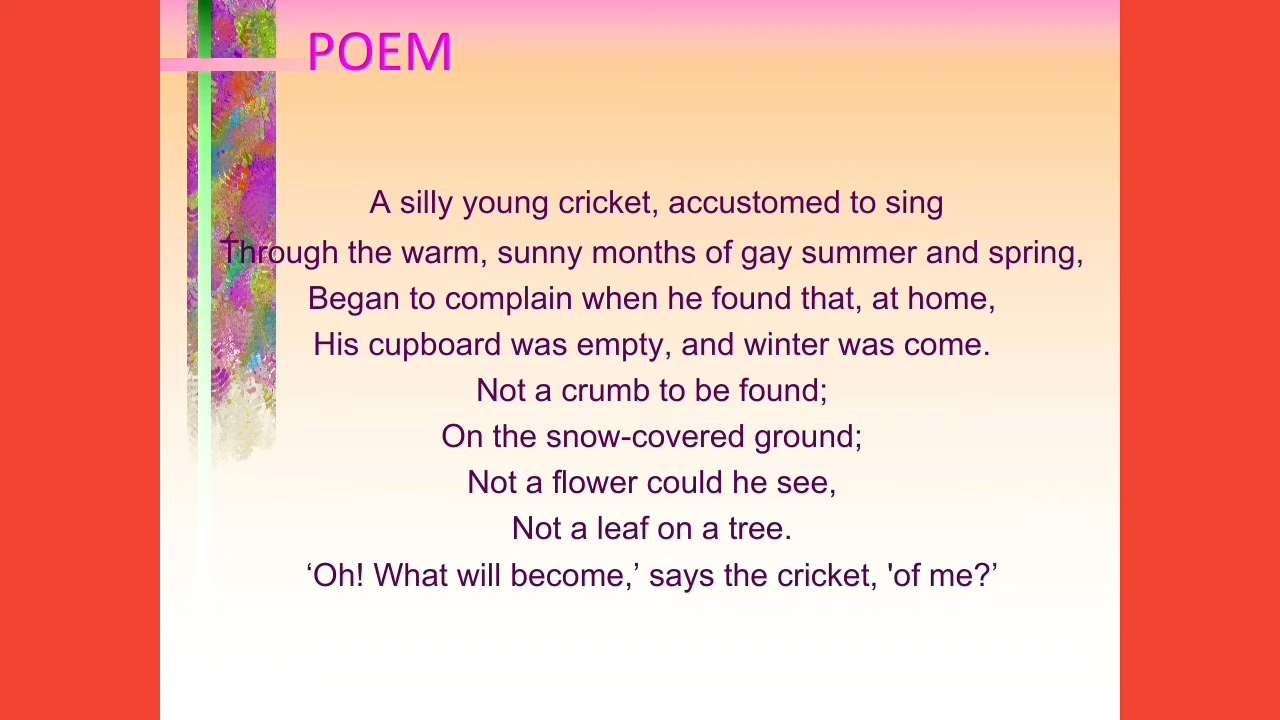 POEM
A silly young cricket, accustomed to sing
Through the warm, sunny months of gay summer and spring,
Began to complain when he found that, at home,
His cupboard was empty, and winter was come.
Not a crumb to be found;
On the snow-covered ground;
Not a flower could he see,
Not a leaf on a tree.
‘Oh! What will become,’ says the cricket, 'of me?’